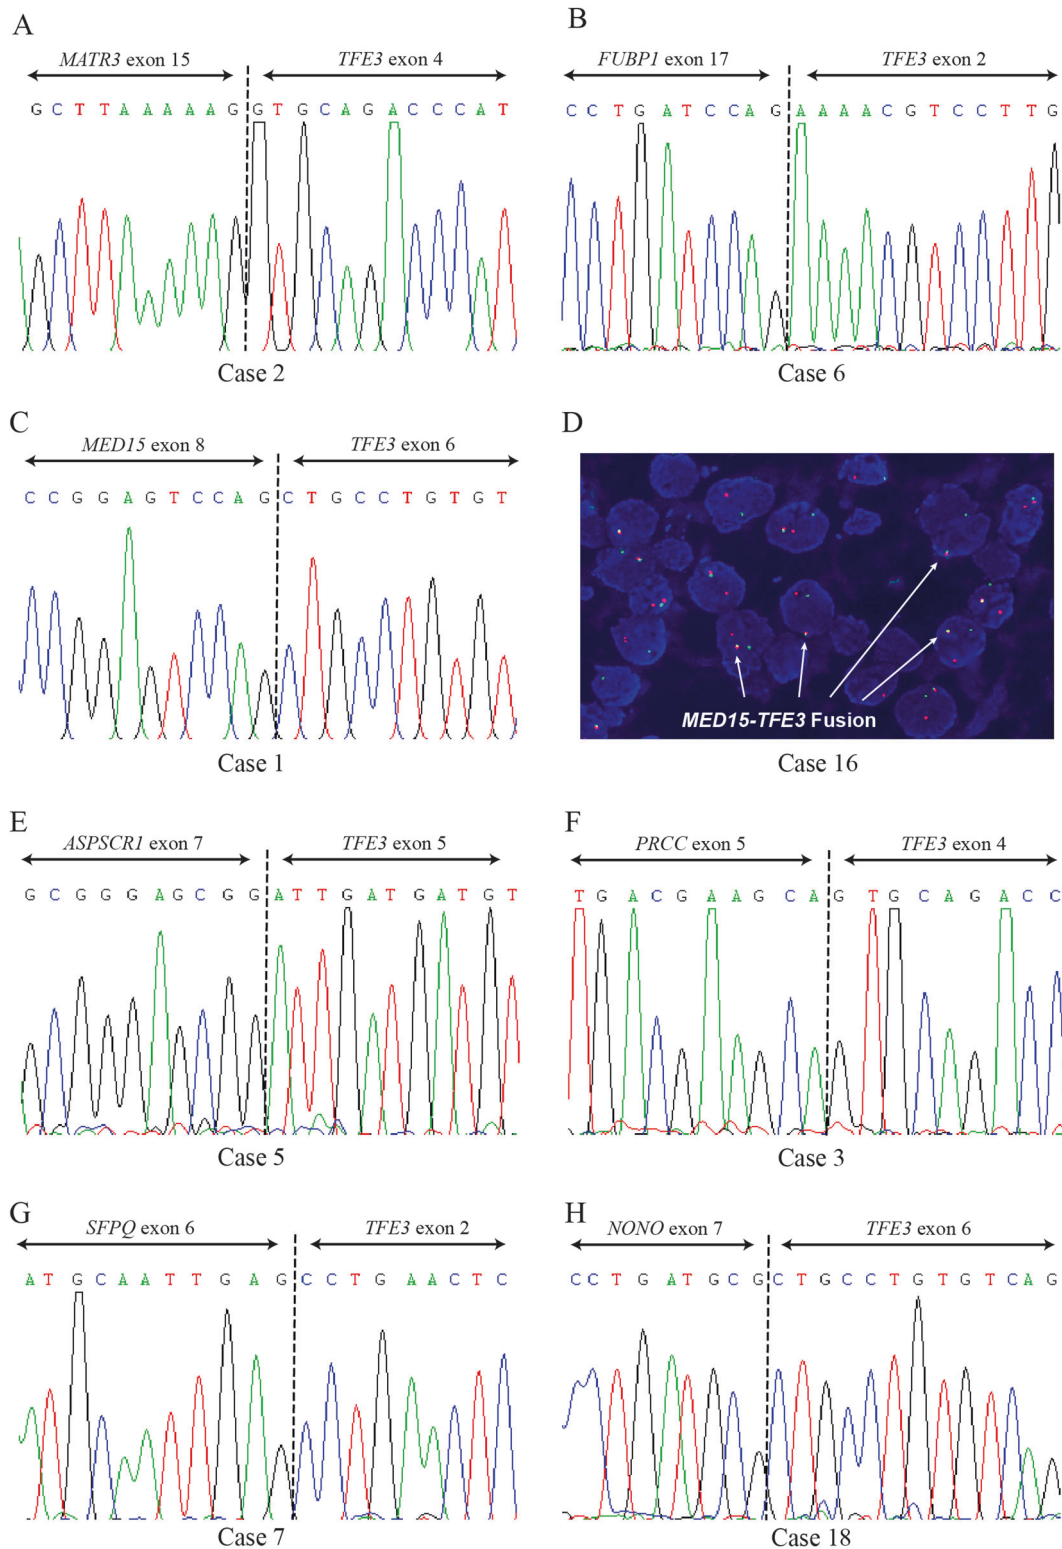 A
MATR3 exon 15 TFE3 exon 4
G C T T A A A A A G G T G C A G A C C C A T
Case 2
B
FUBP1 exon 17 TFE3 exon 2
C C T G A T C C A G A A A A C G T C C T T G
Case 6
C
MED15 exon 8 TFE3 exon 6
C C G G A G T C C A G C T G C C T G T G T
Case 1
D
MED15-TFE3 Fusion
Case 16
E
ASPSCR1 exon 7 TFE3 exon 5
G C G G G A G C G G A T T G A T G A T G T
Case 5
F
PRCC exon 5 TFE3 exon 4
T G A C G A A G C A G T G C A G A C C
Case 3
G
SFPQ exon 6 TFE3 exon 2
A T G C A A T T G A G C C T G A A C T C
Case 7
H
NONO exon 7 TFE3 exon 6
C C T G A T G C G C T G C C T G T G T C A G
Case 18